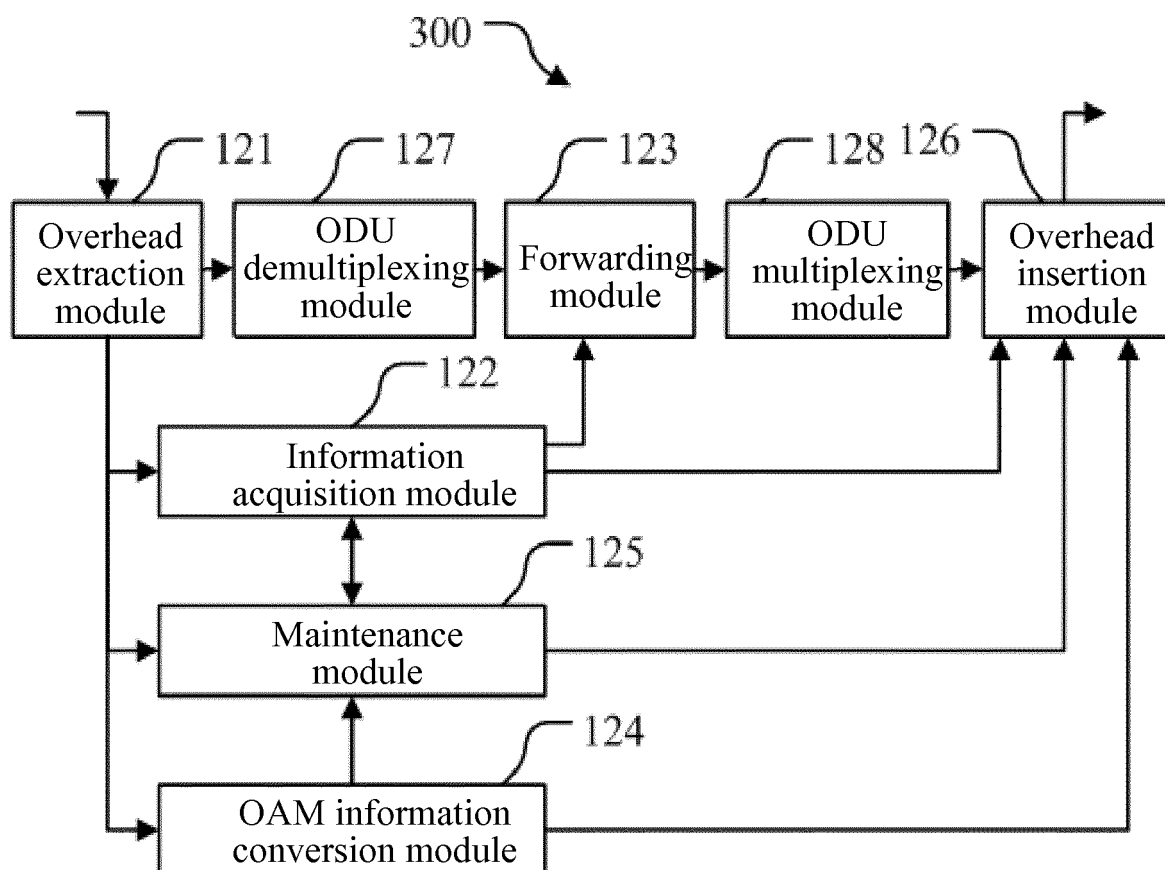 300
121
127
123
128
126
Overhead
extraction
module
ODU
demultiplexing
module
Forwarding
module
ODU
multiplexing
module
Overhead
insertion
module
122
Information
acquisition module
125
Maintenance
module
124
OAM information
conversion module